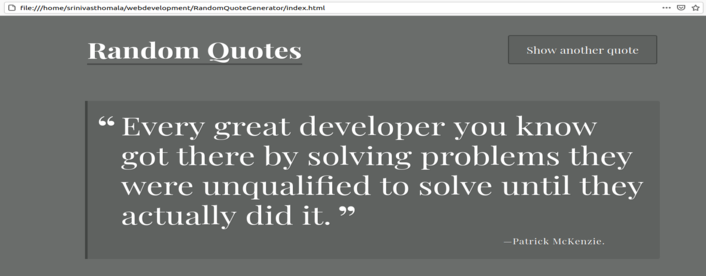 file:///home/srinivasthomala/webdevelopment/RandomQuoteGenerator/index.html
Random Quotes
Show another quote
“ Every great developer you know
got there by solving problems they
were unqualified to solve until they
actually did it. ”
—Patrick McKenzie.